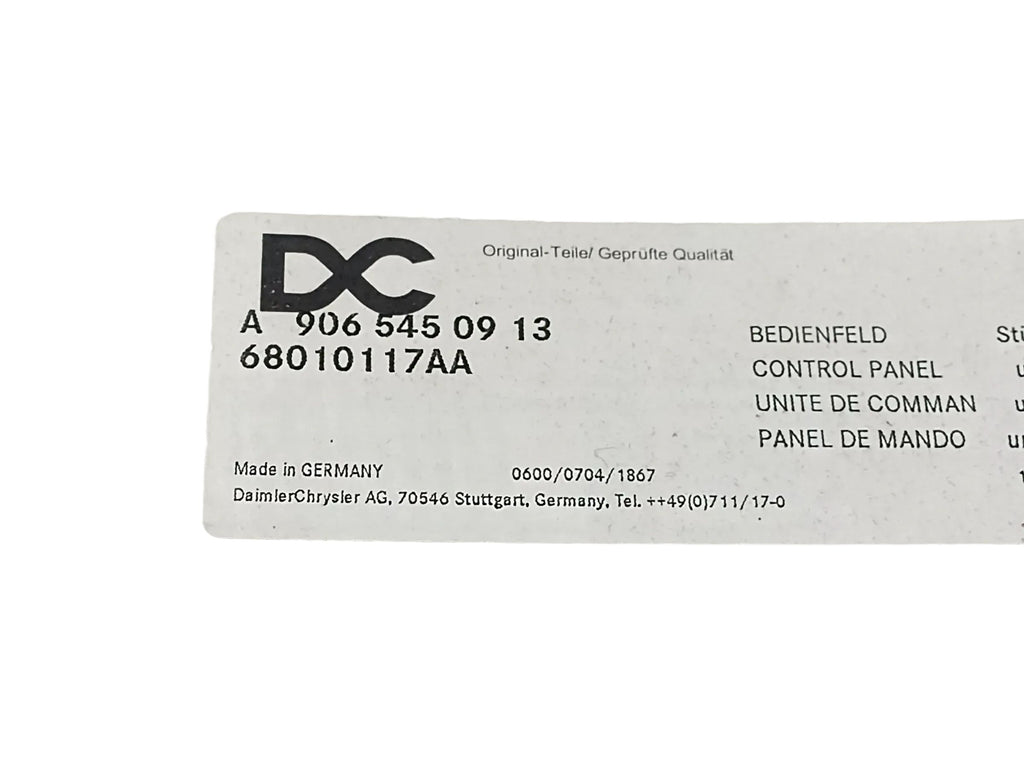 DC
Original-Teile/ Geprüfte Qualität
A 906 545 09 13
68010117AA
BEDIENFELD
CONTROL PANEL
UNITE DE COMMAN
PANEL DE MANDO
Made in GERMANY 0600/0704/1867
DaimlerChrysler AG, 70546 Stuttgart, Germany, Tel. ++49(0)711/17-0